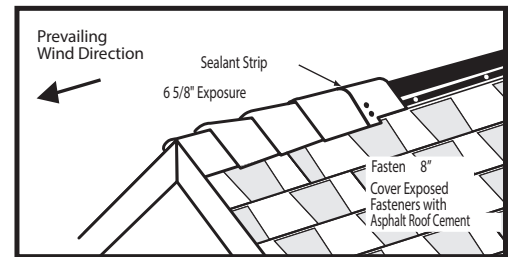 Prevailing
Wind Direction
Sealant Strip
6 5/8" Exposure
Fasten 8"
Cover Exposed
Fasteners with
Asphalt Roof Cement